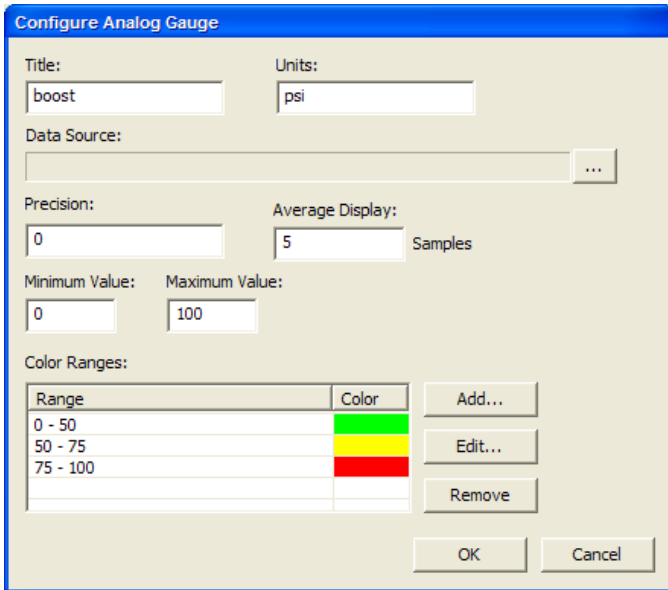 Configure Analog Gauge
Title: Units:
boost psi
Data Source:
...
Precision: Average Display:
0 5 Samples
Minimum Value: Maximum Value:
0 100
Color Ranges:
Range Color Add...
0 - 50
50 - 75 Edit...
75 - 100
Remove
OK Cancel